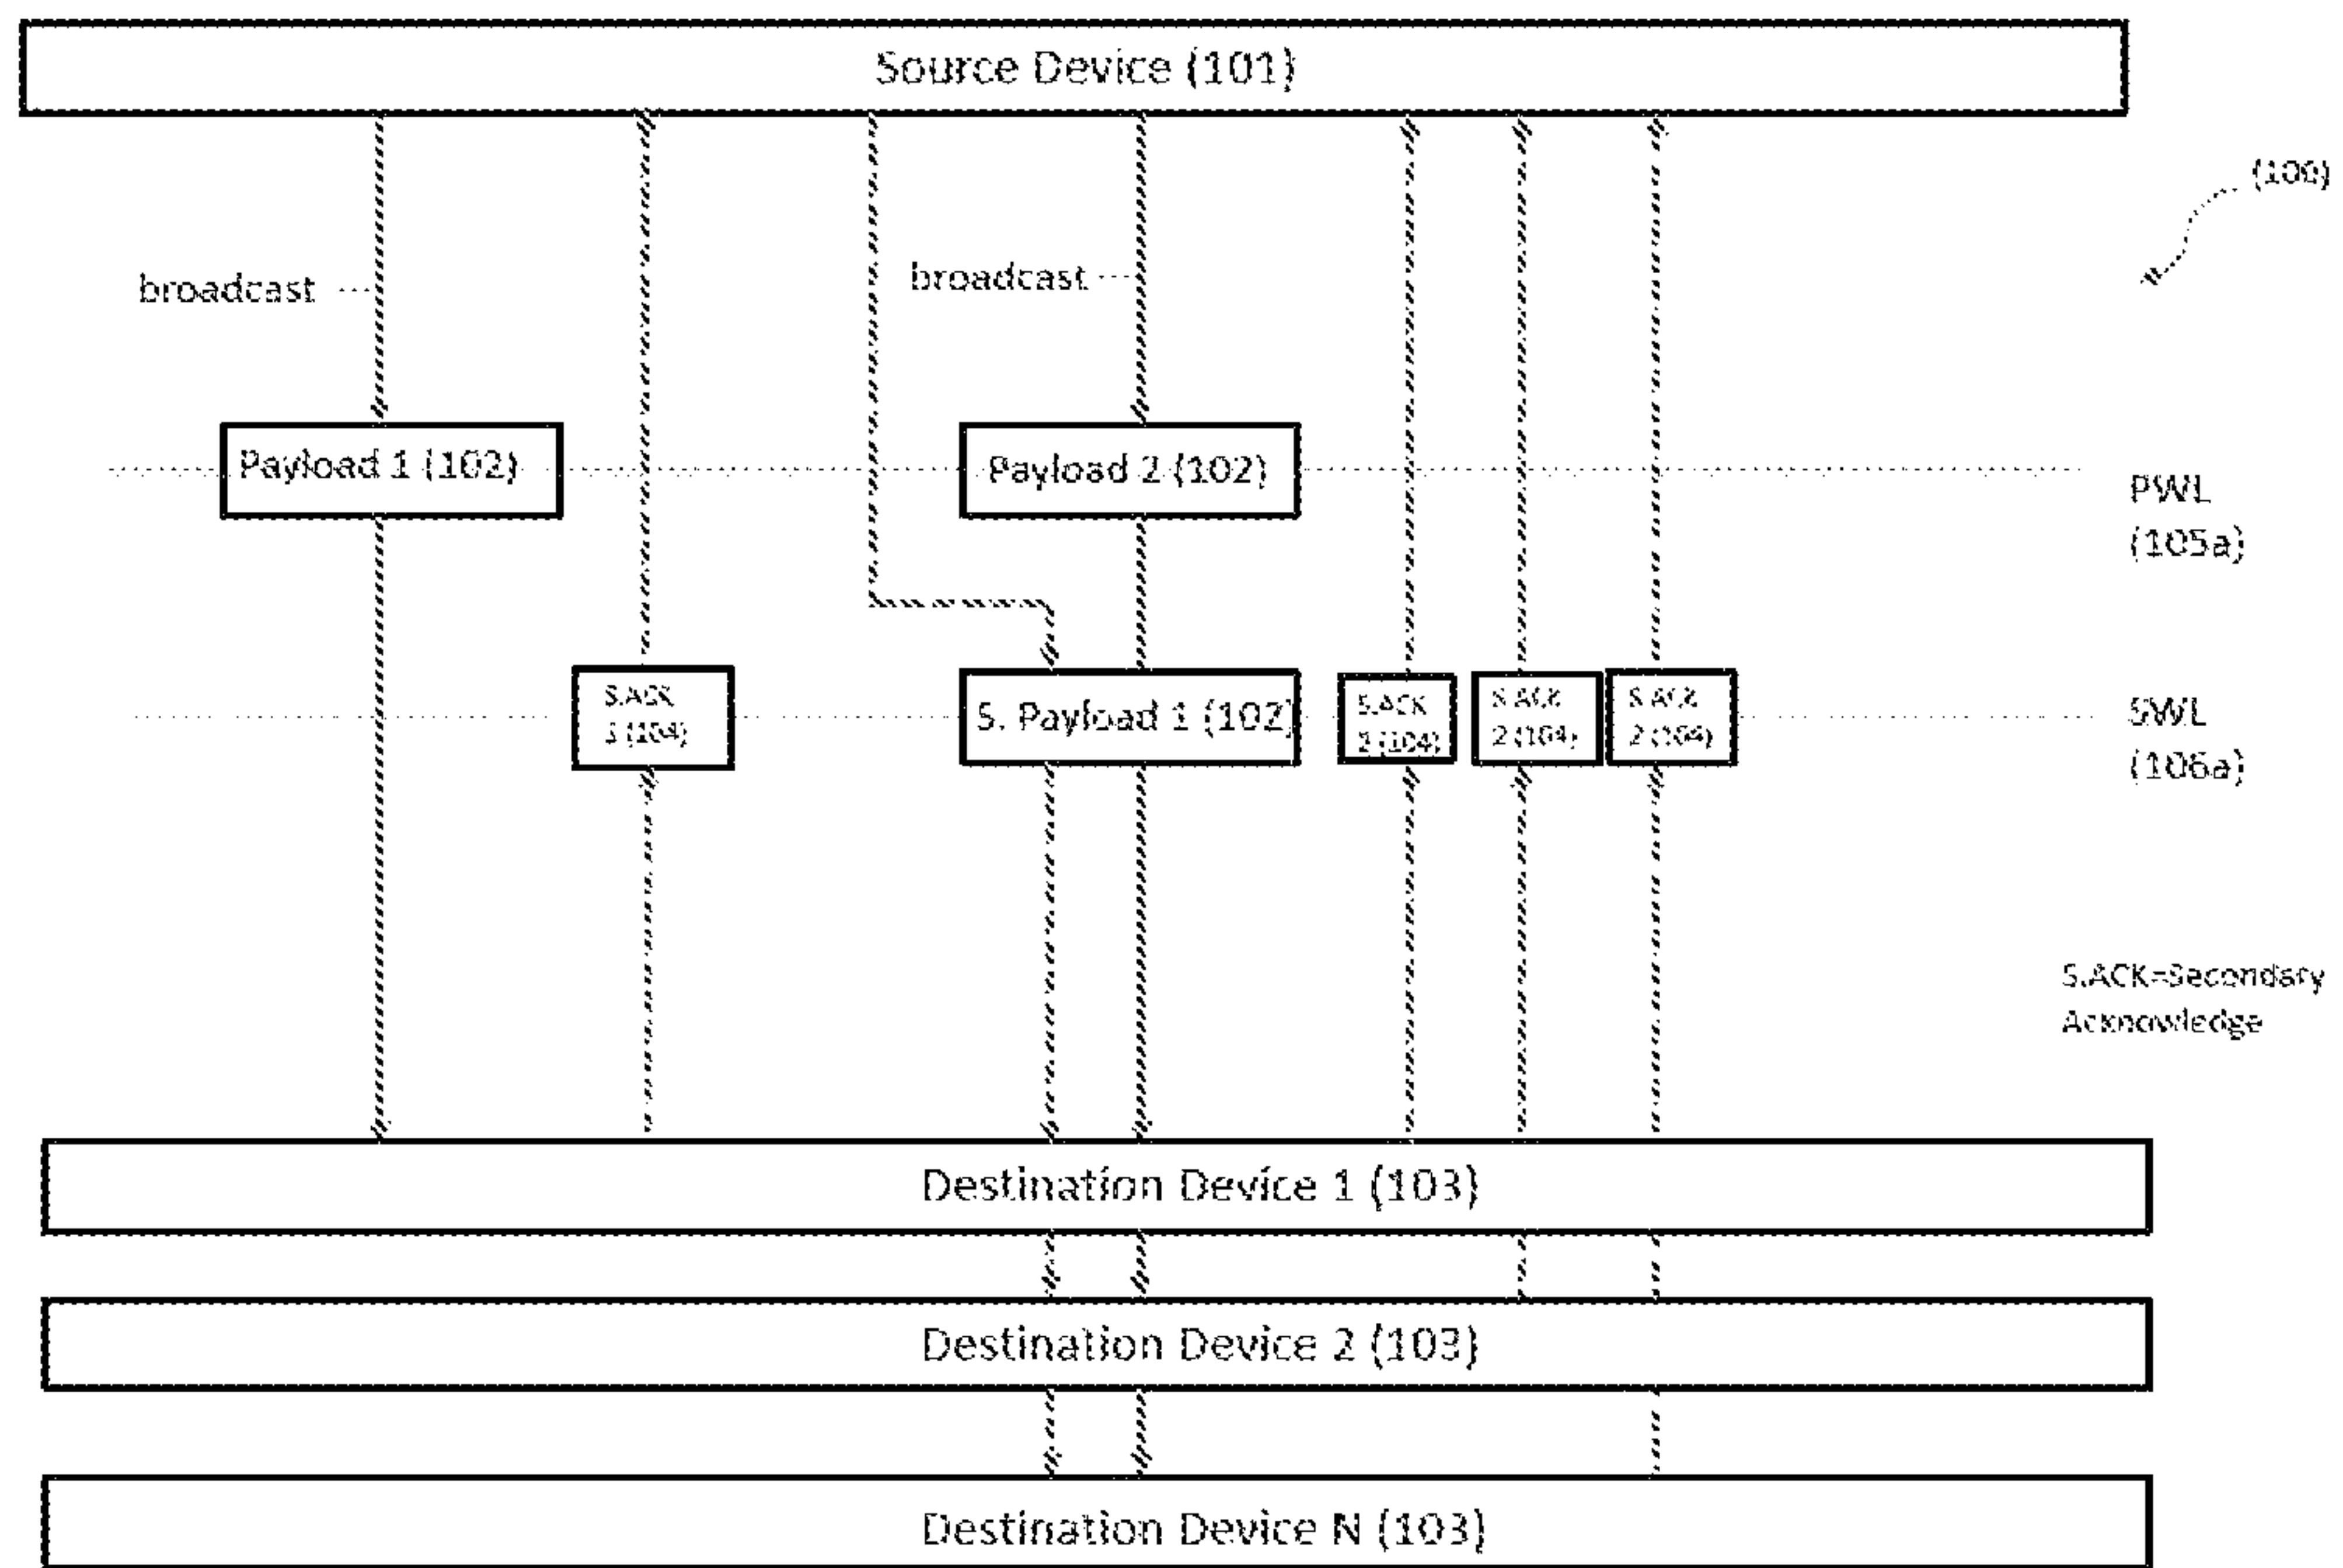 Source Device (101)
(100)
broadcast
broadcast
Payload 1 (102)
Payload 2 (102)
PWL
(105a)
S.ACK
1 (104)
S. Payload 1 (102)
S.ACK
2 (104)
S.ACK
2 (104)
S.ACK
2 (104)
SWL
(106a)
S.ACK=Secondary
Acknowledge
Destination Device 1 (103)
Destination Device 2 (103)
Destination Device N (103)